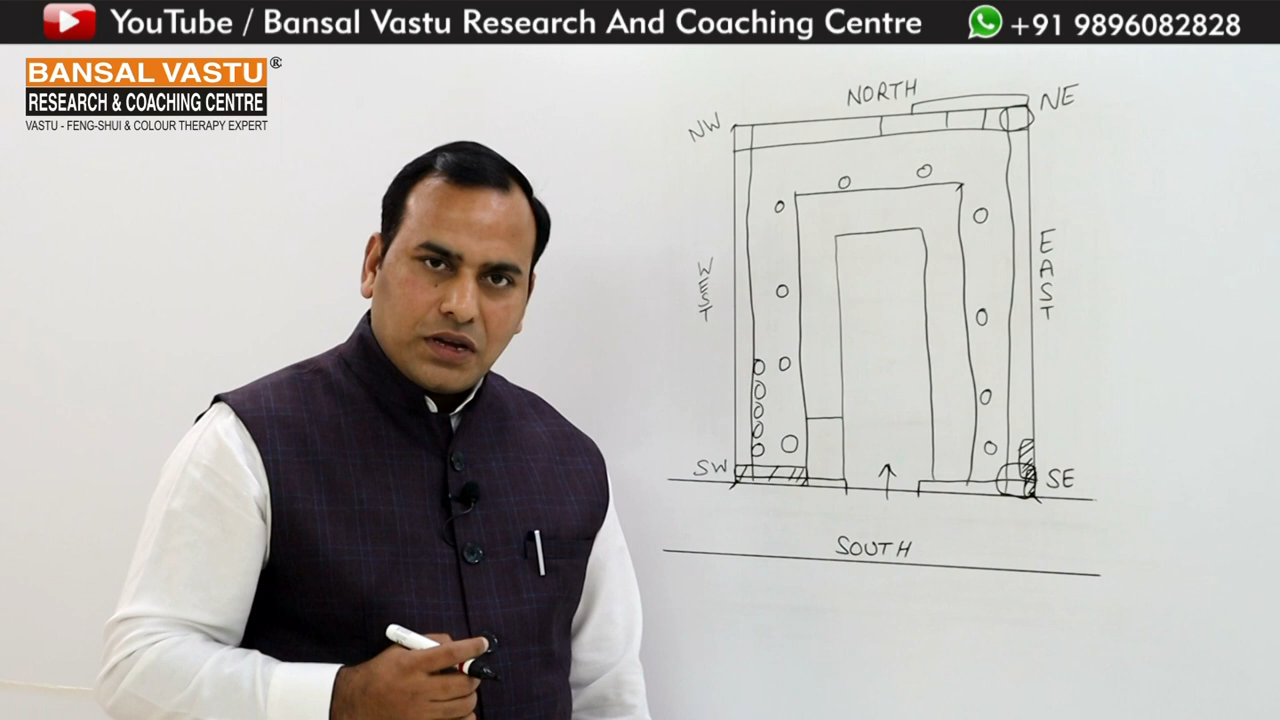 YouTube / Bansal Vastu Research And Coaching Centre
+91 9896082828
BANSAL VASTU®
RESEARCH & COACHING CENTRE
VASTU - FENG-SHUI & COLOUR THERAPY EXPERT
NORTH
NE
NW
WEST
EAST
SW
SE
SOUTH